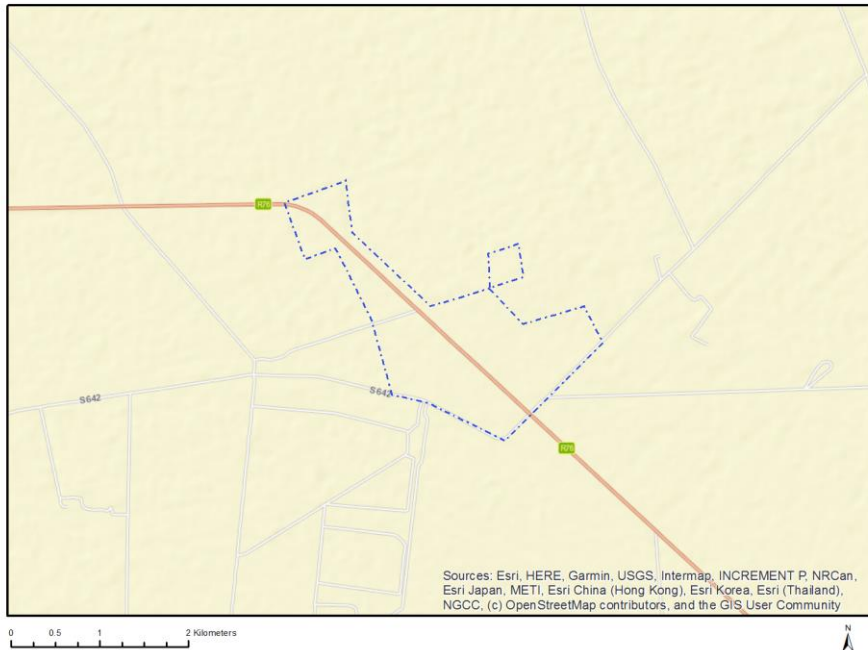 R76
S642
S642
R76
Sources: Esri, HERE, Garmin, USGS, Intermap, INCREMENT P, NRCan,
Esri Japan, METI, Esri China (Hong Kong), Esri Korea, Esri (Thailand),
NGCC, (c) OpenStreetMap contributors, and the GIS User Community
0 0.5 1 2 Kilometers
N